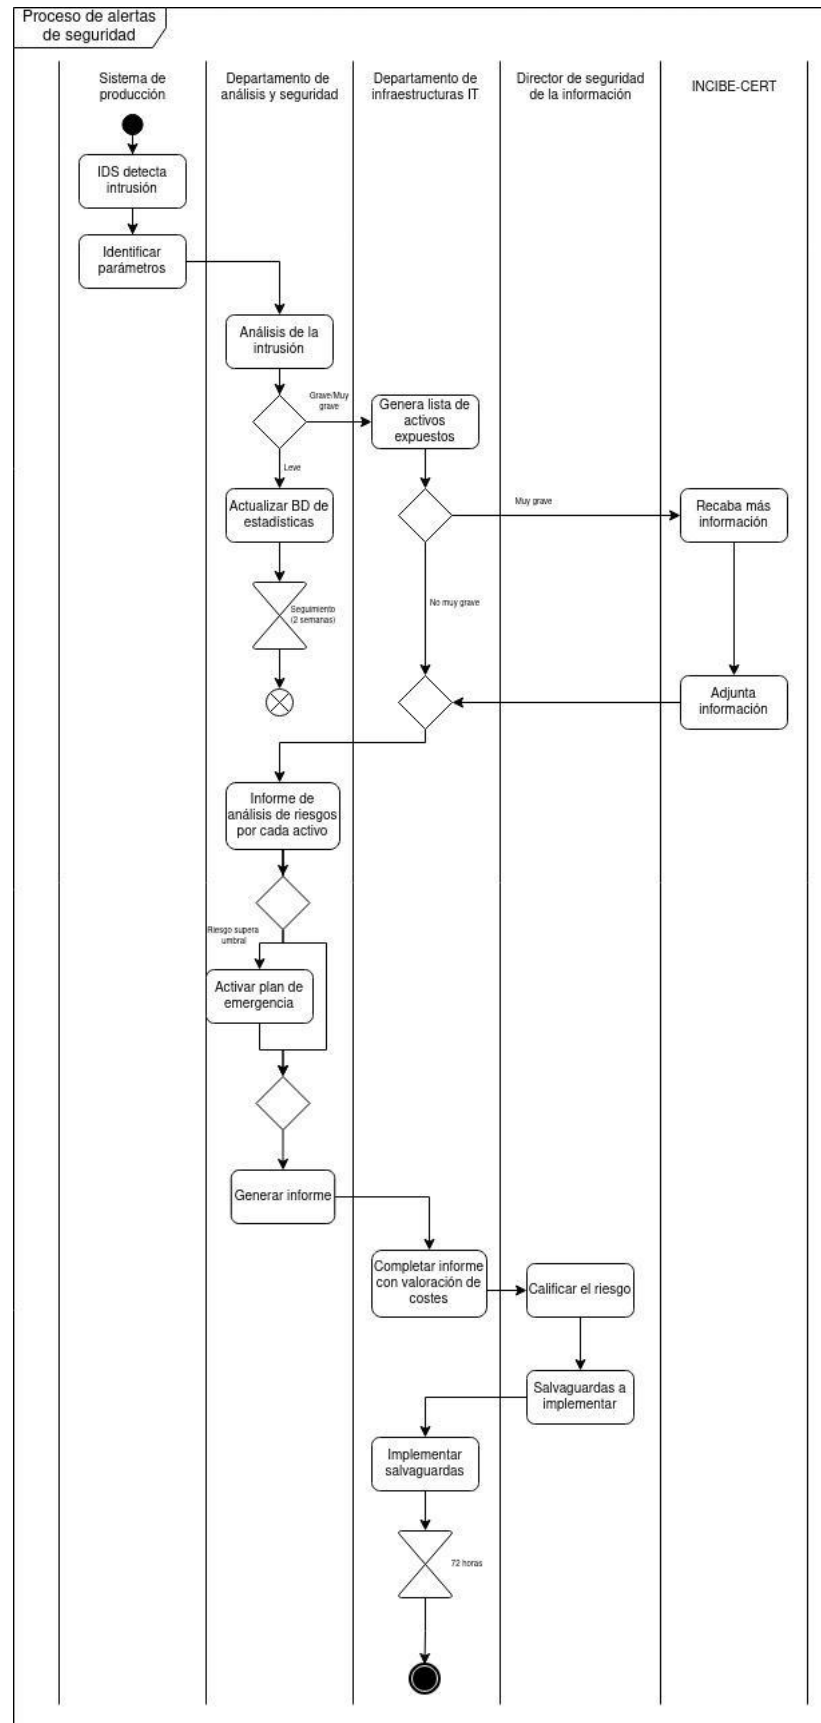 Proceso de alertas
de seguridad
Sistema de
producción
Departamento de
análisis y seguridad
Departamento de
infraestructuras IT
Director de seguridad
de la información
INCIBE-CERT
IDS detecta
intrusión
Identificar
parámetros
Análisis de la
intrusión
Grave/Muy
grave
Genera lista de
activos
expuestos
Leve
Actualizar BD de
estadísticas
Muy grave
Recaba más
información
Seguimiento
(2 semanas)
No muy grave
Adjunta
información
Informe de
análisis de riesgos
por cada activo
Riesgo supera
umbral
Activar plan de
emergencia
Generar informe
Completar informe
con valoración de
costes
Calificar el riesgo
Salvaguardas a
implementar
Implementar
salvaguardas
72 horas